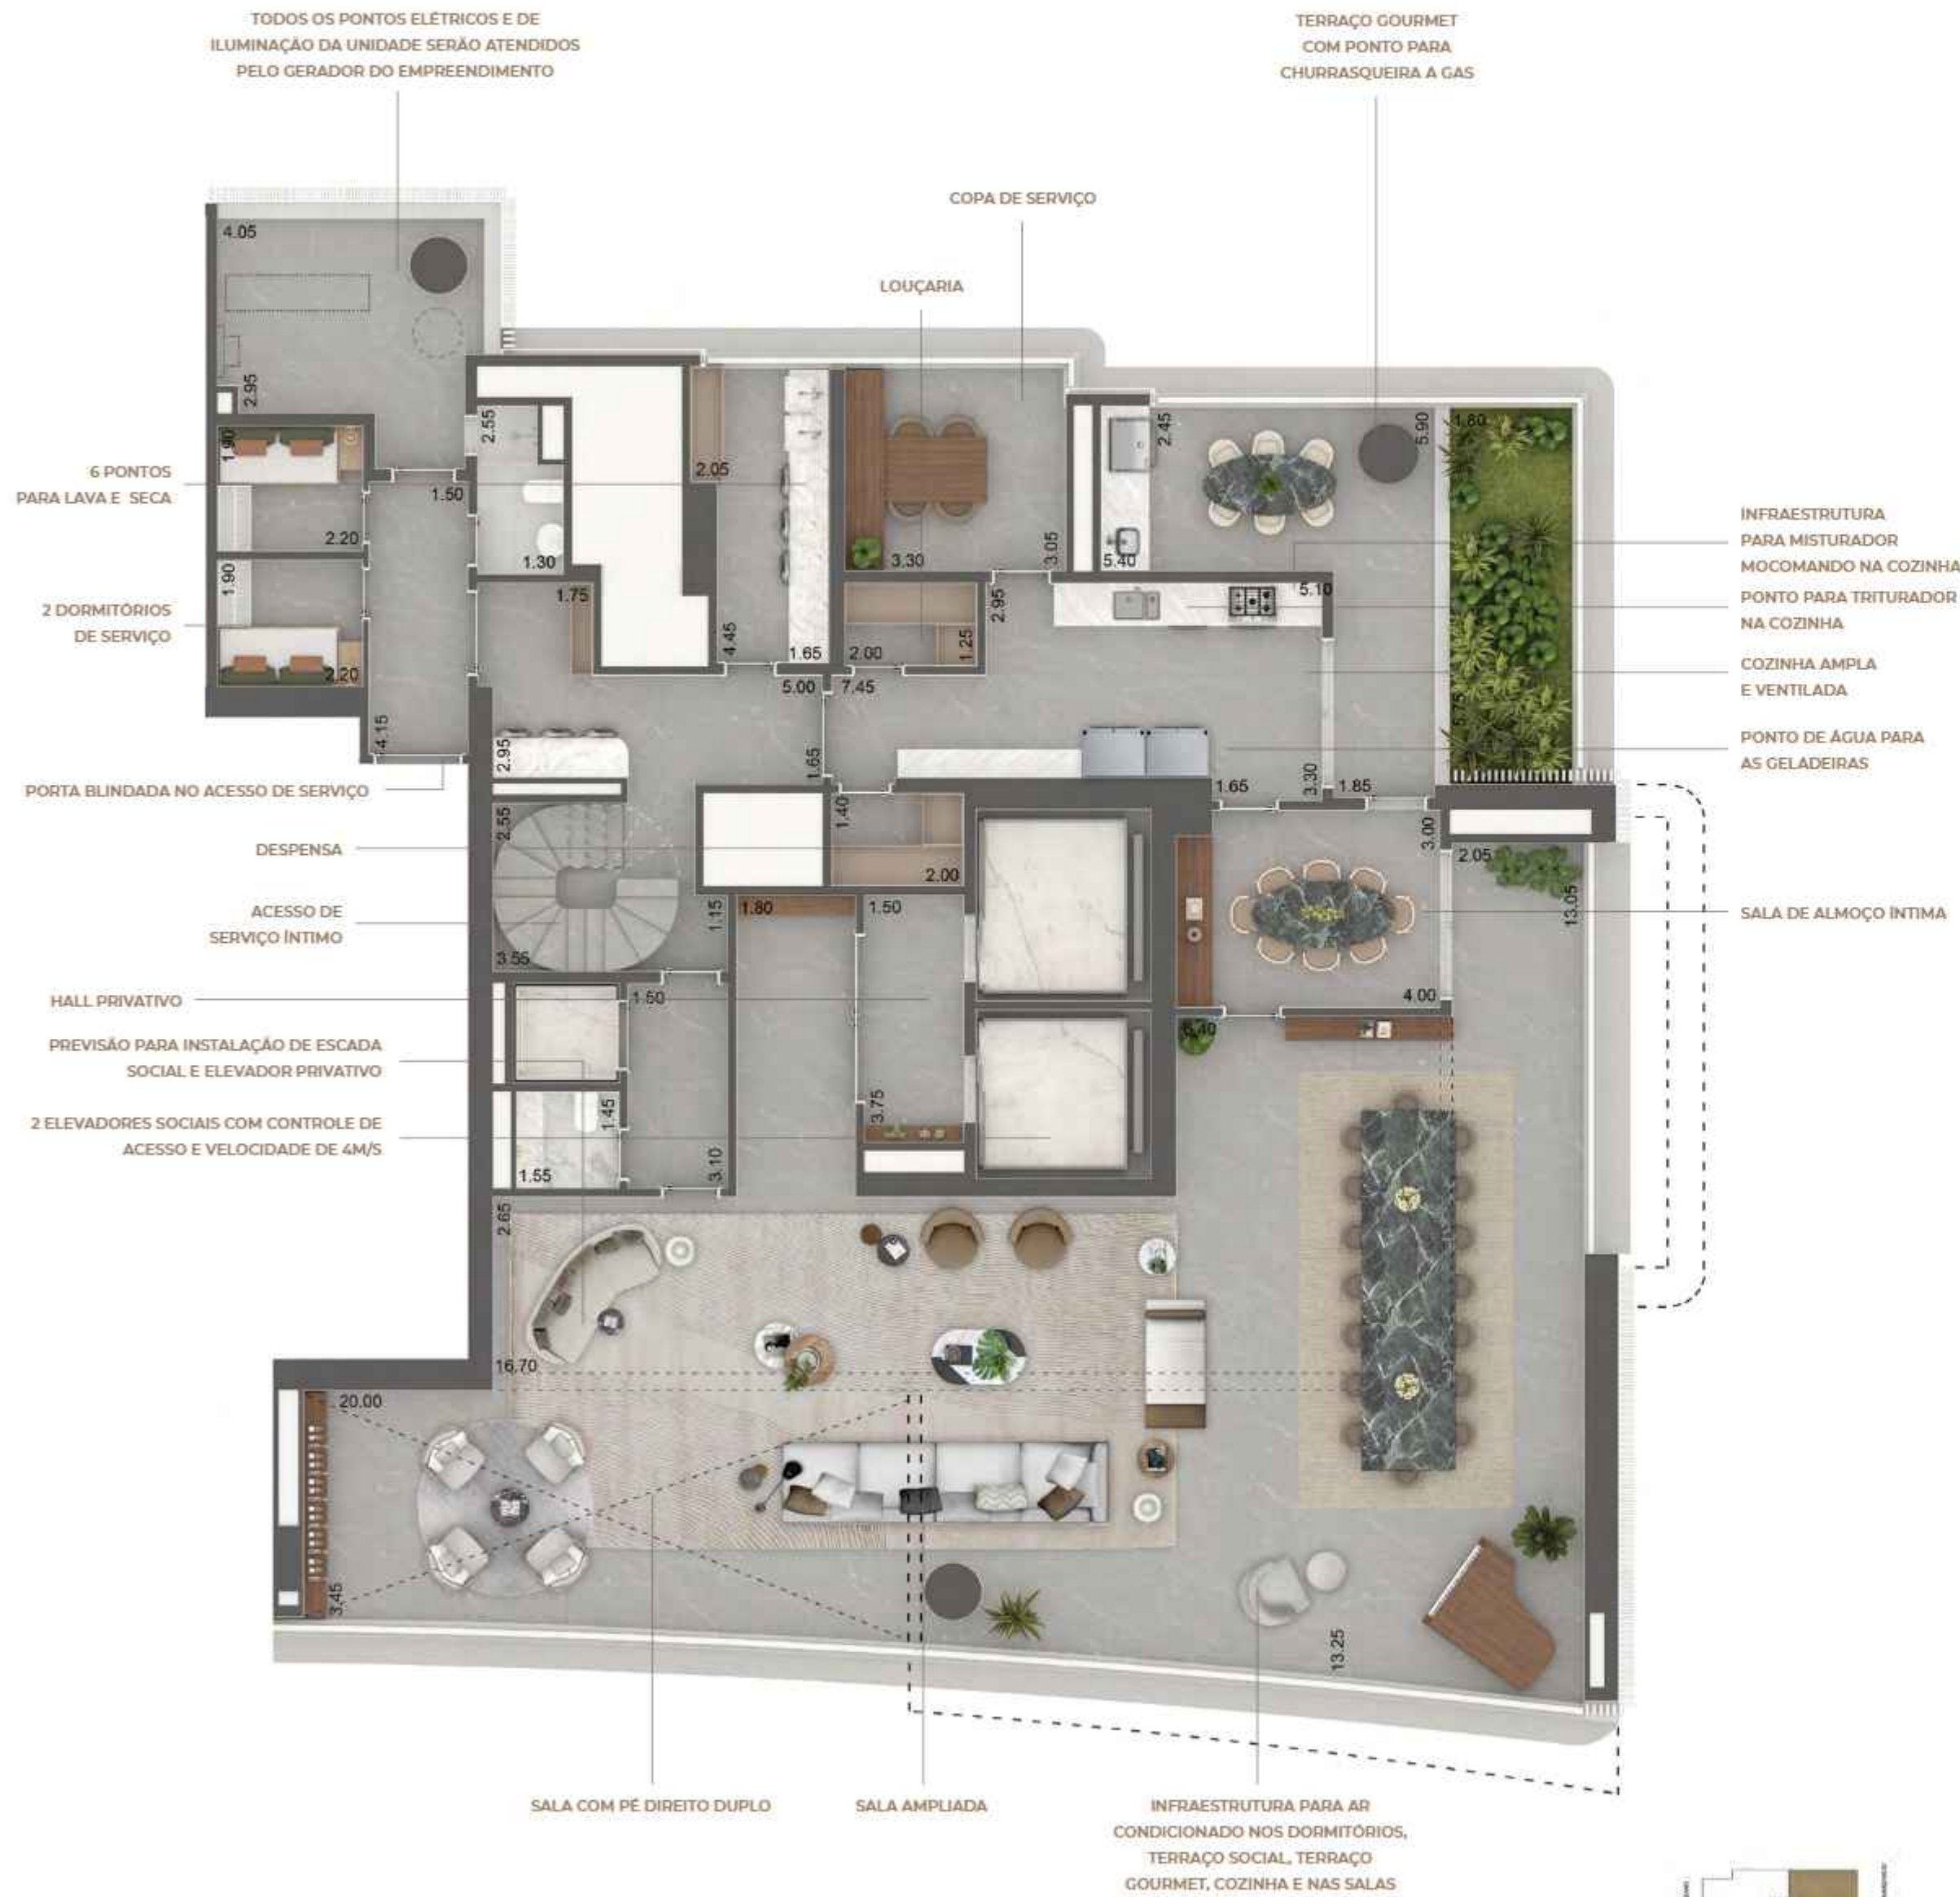 TODOS OS PONTOS ELÉTRICOS E DE
ILUMINAÇÃO DA UNIDADE SERÃO ATENDIDOS
PELO GERADOR DO EMPREENDIMENTO
TERRAÇO GOURMET
COM PONTO PARA
CHURRASQUEIRA A GAS
COPA DE SERVIÇO
LOUÇARIA
6 PONTOS
PARA LAVA E SECA
2 DORMITÓRIOS
DE SERVIÇO
PORTA BLINDADA NO ACESSO DE SERVIÇO
DESPENSA
ACESSO DE
SERVIÇO ÍNTIMO
HALL PRIVATIVO
PREVISÃO PARA INSTALAÇÃO DE ESCADA
SOCIAL E ELEVADOR PRIVATIVO
2 ELEVADORES SOCIAIS COM CONTROLE DE
ACESSO E VELOCIDADE DE 4M/S
INFRAESTRUTURA
PARA MISTURADOR
MOCOMANDO NA COZINHA
PONTO PARA TRITURADOR
NA COZINHA
COZINHA AMPLA
E VENTILADA
PONTO DE ÁGUA PARA
AS GELADEIRAS
SALA DE ALMOÇO ÍNTIMA
4.05
2.95
1.90
2.20
1.90
2.20
1.50
4.15
2.55
1.30
1.75
2.05
4.45
1.65
5.00
2.95
3.30
3.05
2.00
1.25
2.95
7.45
1.65
2.45
5.40
5.90
1.80
5.10
5.75
1.65
3.30
1.85
1.40
2.00
2.55
3.55
1.15
1.80
1.50
3.75
1.50
1.45
1.55
3.10
3.00
4.00
2.05
13.05
2.65
16.70
20.00
3.45
13.25
SALA COM PÉ DIREITO DUPLO
SALA AMPLIADA
INFRAESTRUTURA PARA AR
CONDICIONADO NOS DORMITÓRIOS,
TERRAÇO SOCIAL, TERRAÇO
GOURMET, COZINHA E NAS SALAS